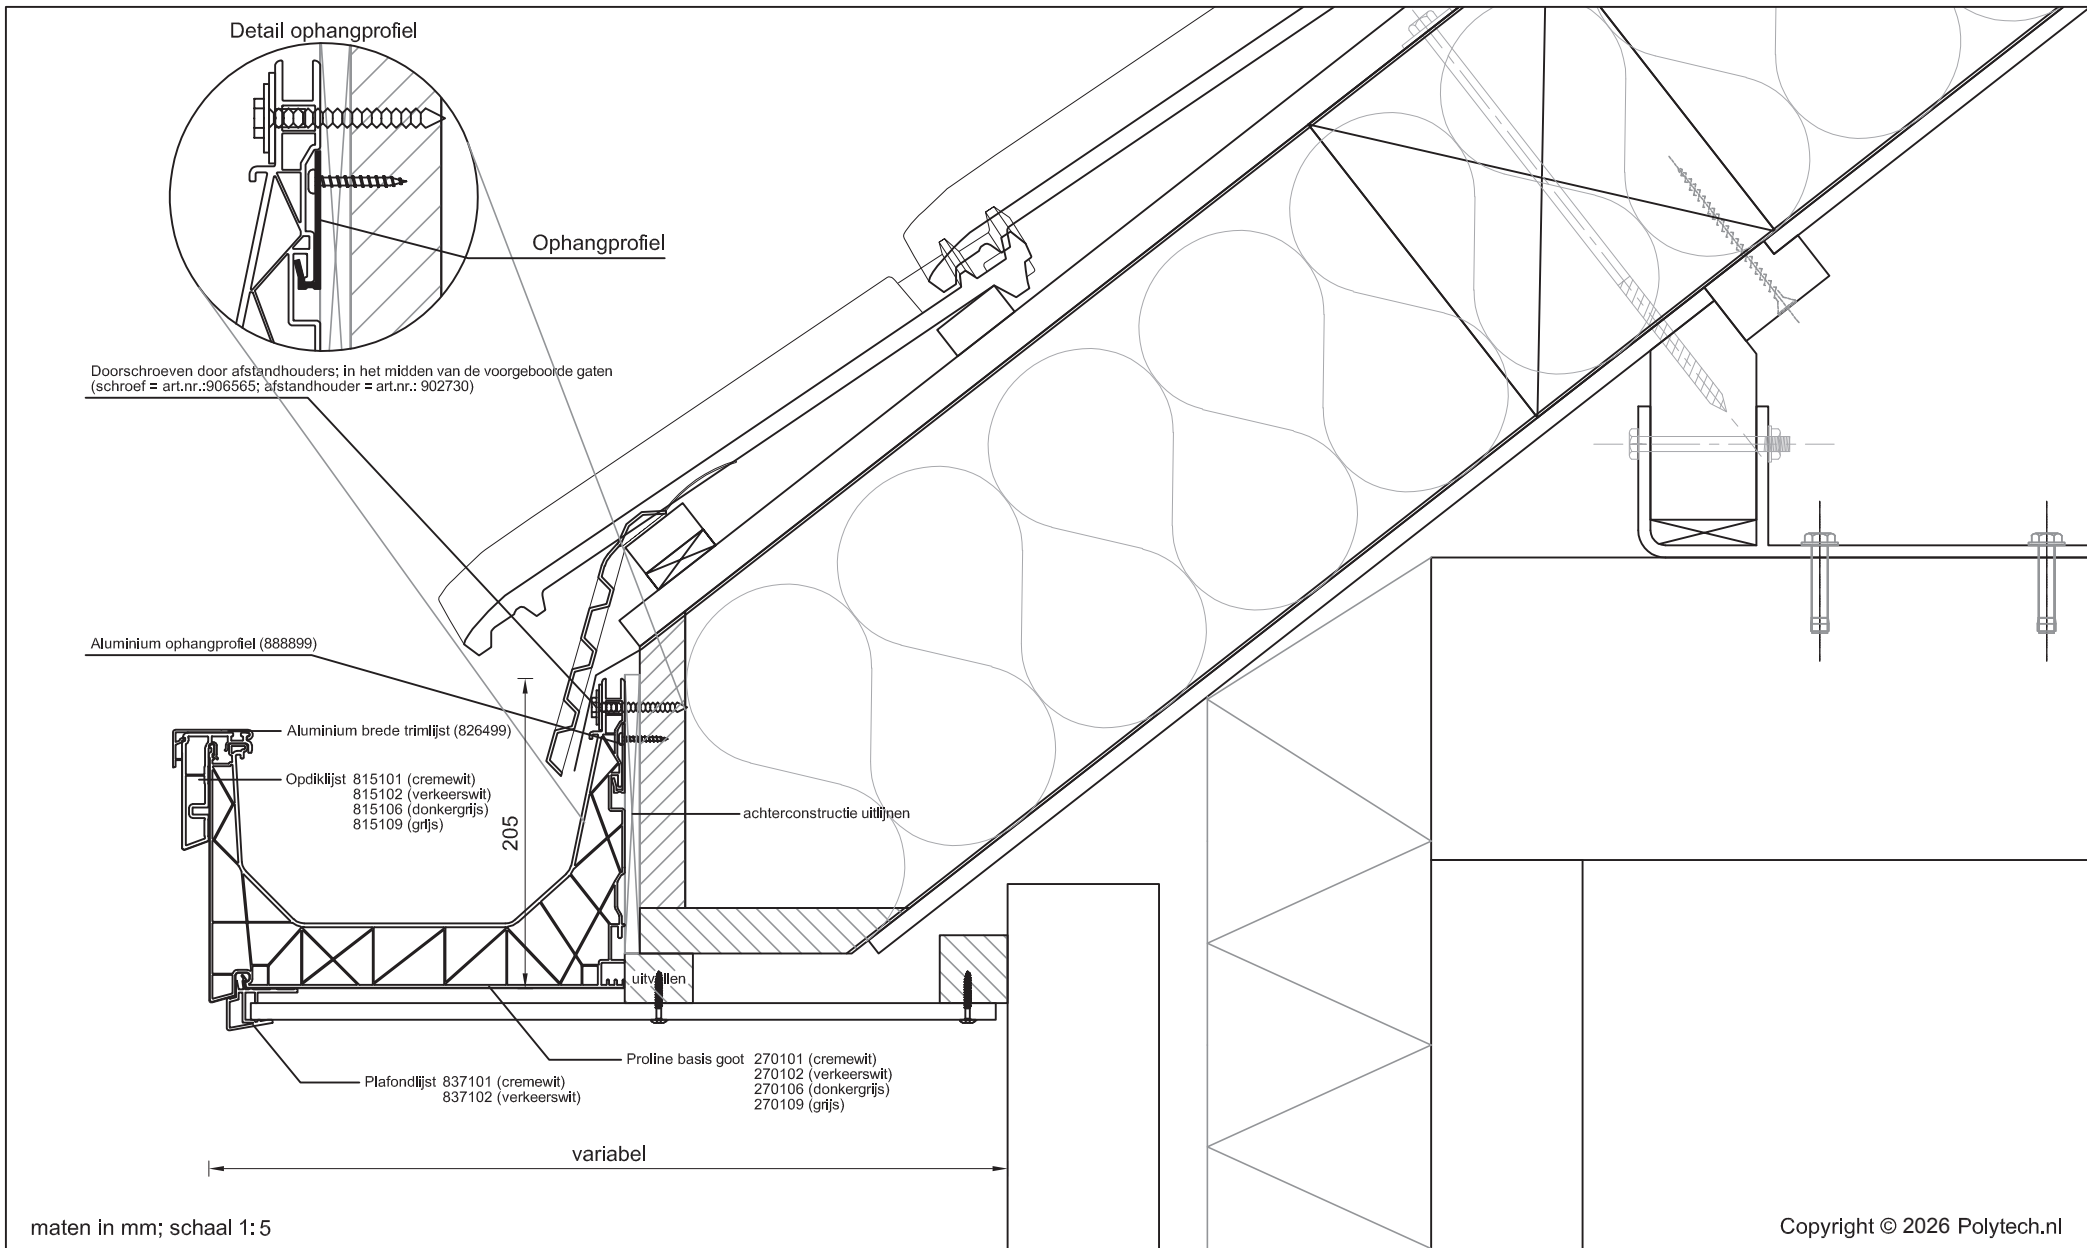 Detail ophangprofiel
Ophangprofiel
Doorschroeven door afstandhouders; in het midden van de voorgeboorde gaten
(schroef = art.nr.:906565; afstandhouder = art.nr.: 902730)
Aluminium ophangprofiel (888899)
Aluminium brede trimlijst (826499)
Opdiklijst 815101 (cremewit)
815102 (verkeerswit)
815106 (donkergrijs)
815109 (grijs)
205
achterconstructie uitlijnen
uitvullen
Proline basis goot 270101 (cremewit)
270102 (verkeerswit)
270106 (donkergrijs)
270109 (grijs)
Plafondlijst 837101 (cremewit)
837102 (verkeerswit)
variabel
maten in mm; schaal 1:5
Copyright © 2026 Polytech.nl